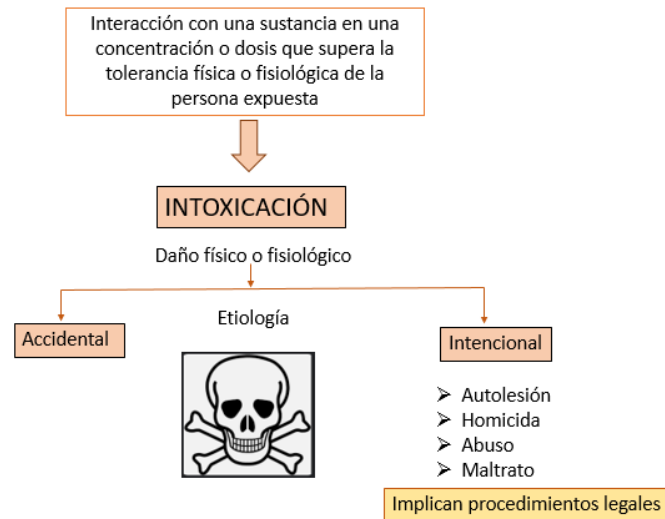 Interacción con una sustancia en una
concentración o dosis que supera la
tolerancia física o fisiológica de la
persona expuesta
INTOXICACIÓN
Daño físico o fisiológico
Etiología
Accidental
Intencional
➢ Autolesión
➢ Homicida
➢ Abuso
➢ Maltrato
Implican procedimientos legales